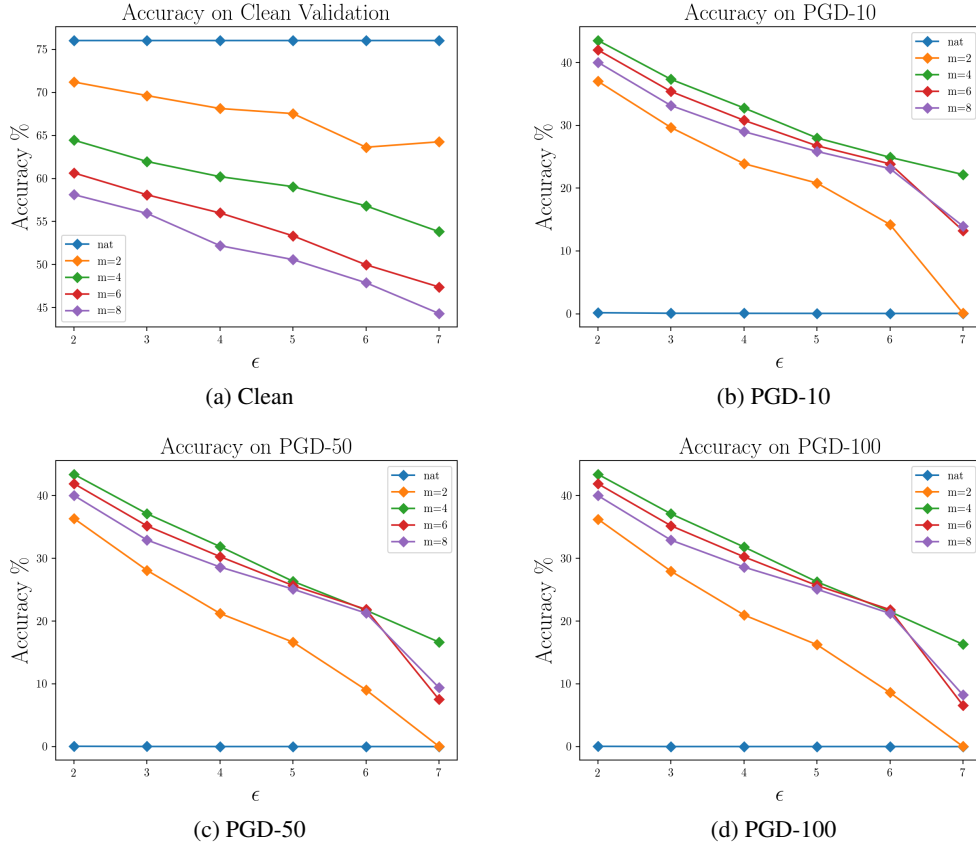 Accuracy on Clean Validation
Accuracy %
75
70
65
60
55
50
45
nat
m=2
m=4
m=6
m=8
2 3 4 5 6 7
ϵ
(a) Clean
Accuracy on PGD-10
Accuracy %
40
30
20
10
0
nat
m=2
m=4
m=6
m=8
2 3 4 5 6 7
ϵ
(b) PGD-10
Accuracy on PGD-50
Accuracy %
40
30
20
10
0
nat
m=2
m=4
m=6
m=8
2 3 4 5 6 7
ϵ
(c) PGD-50
Accuracy on PGD-100
Accuracy %
40
30
20
10
0
nat
m=2
m=4
m=6
m=8
2 3 4 5 6 7
ϵ
(d) PGD-100